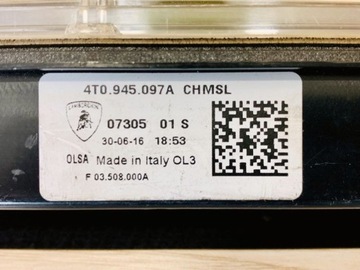 4T0.945.097A CHMSL
LAMBORGHINI
07305 01 S
30-06-16 18:53
OLSA Made in Italy OL3
F 03.508.000A